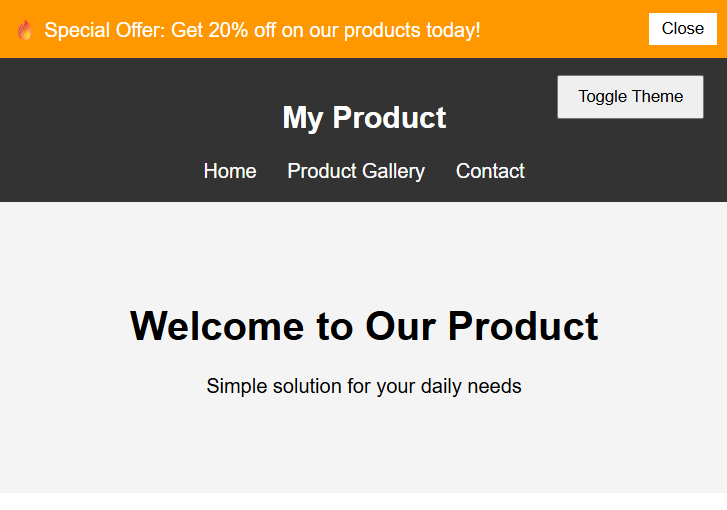 🔥 Special Offer: Get 20% off on our products today!
Close
Toggle Theme
My Product
Home Product Gallery Contact
Welcome to Our Product
Simple solution for your daily needs